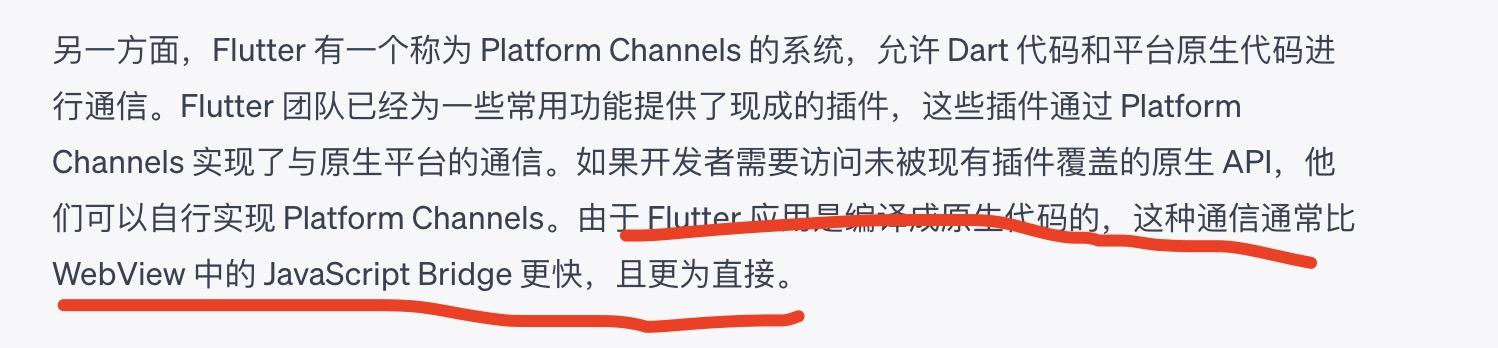 另一方面，Flutter 有一个称为 Platform Channels 的系统，允许 Dart 代码和平台原生代码进
行通信。Flutter 团队已经为一些常用功能提供了现成的插件，这些插件通过 Platform
Channels 实现了与原生平台的通信。如果开发者需要访问未被现有插件覆盖的原生 API，他
们可以自行实现 Platform Channels。由于 Flutter 应用是编译成原生代码的，这种通信通常比
WebView 中的 JavaScript Bridge 更快，且更为直接。